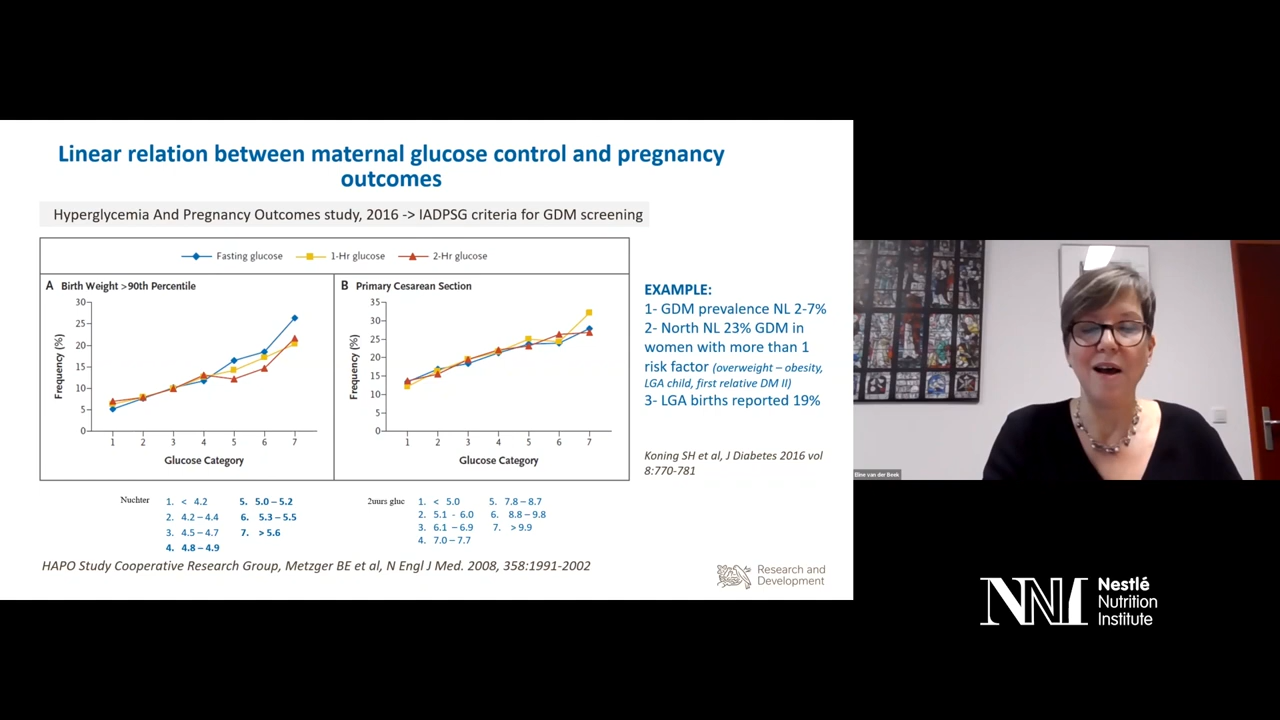 Linear relation between maternal glucose control and pregnancy
outcomes
Hyperglycemia And Pregnancy Outcomes study, 2016 -> IADPSG criteria for GDM screening
Fasting glucose 1-Hr glucose 2-Hr glucose
A Birth Weight >90th Percentile
30
25
20
15
10
5
0
Frequency (%)
1 2 3 4 5 6 7
Glucose Category
B Primary Cesarean Section
35
30
25
20
15
10
5
0
Frequency (%)
1 2 3 4 5 6 7
Glucose Category
EXAMPLE:
1- GDM prevalence NL 2-7%
2- North NL 23% GDM in
women with more than 1
risk factor (overweight – obesity,
LGA child, first relative DM II)
3- LGA births reported 19%
Koning SH et al, J Diabetes 2016 vol
8:770-781
Nuchter
1. < 4.2
2. 4.2 – 4.4
3. 4.5 – 4.7
4. 4.8 – 4.9
5. 5.0 – 5.2
6. 5.3 – 5.5
7. > 5.6
2uurs gluc
1. < 5.0
2. 5.1 - 6.0
3. 6.1 – 6.9
4. 7.0 – 7.7
5. 7.8 – 8.7
6. 8.8 – 9.8
7. > 9.9
HAPO Study Cooperative Research Group, Metzger BE et al, N Engl J Med. 2008, 358:1991-2002
Research and
Development
Eline van der Beek
NNI
Nestlé
Nutrition
Institute